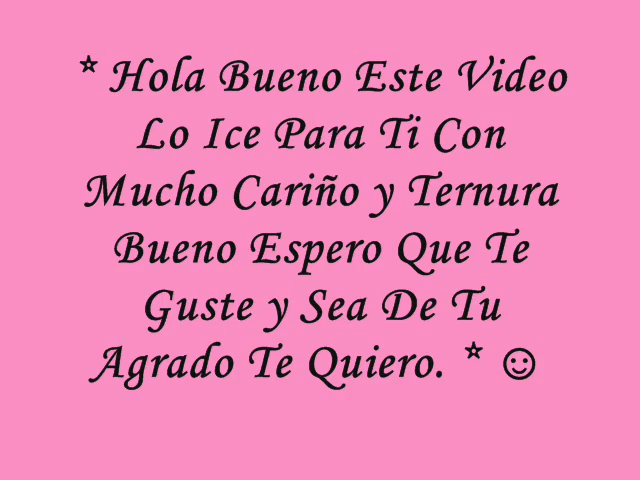 * Hola Bueno Este Video
Lo Ice Para Ti Con
Mucho Cariño y Ternura
Bueno Espero Que Te
Guste y Sea De Tu
Agrado Te Quiero. * ☺